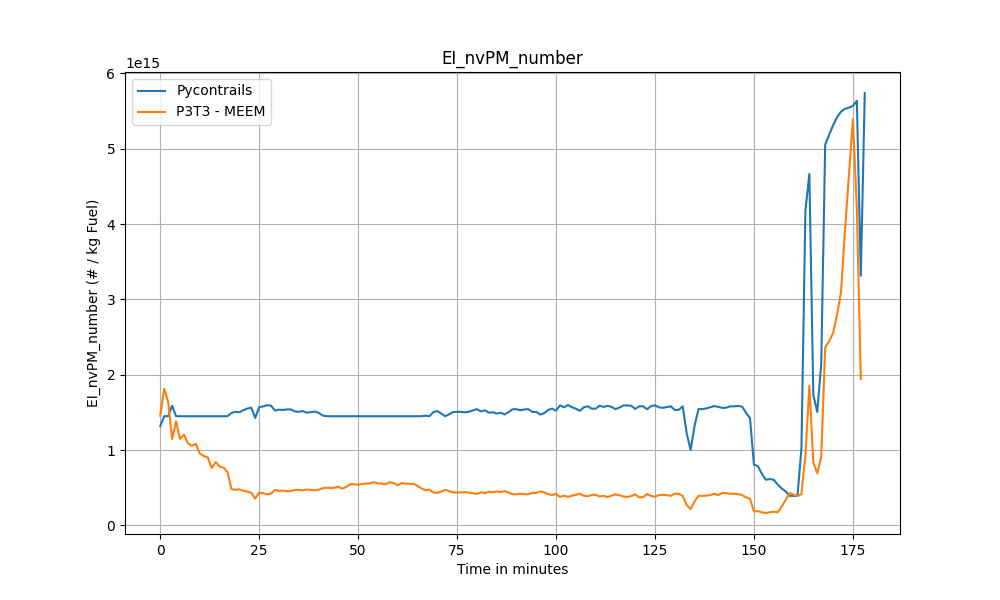 EI_nvPM_number
1e15
Pycontrails
P3T3 - MEEM
6
5
4
3
2
1
0
EI_nvPM_number (# / kg Fuel)
0 25 50 75 100 125 150 175
Time in minutes